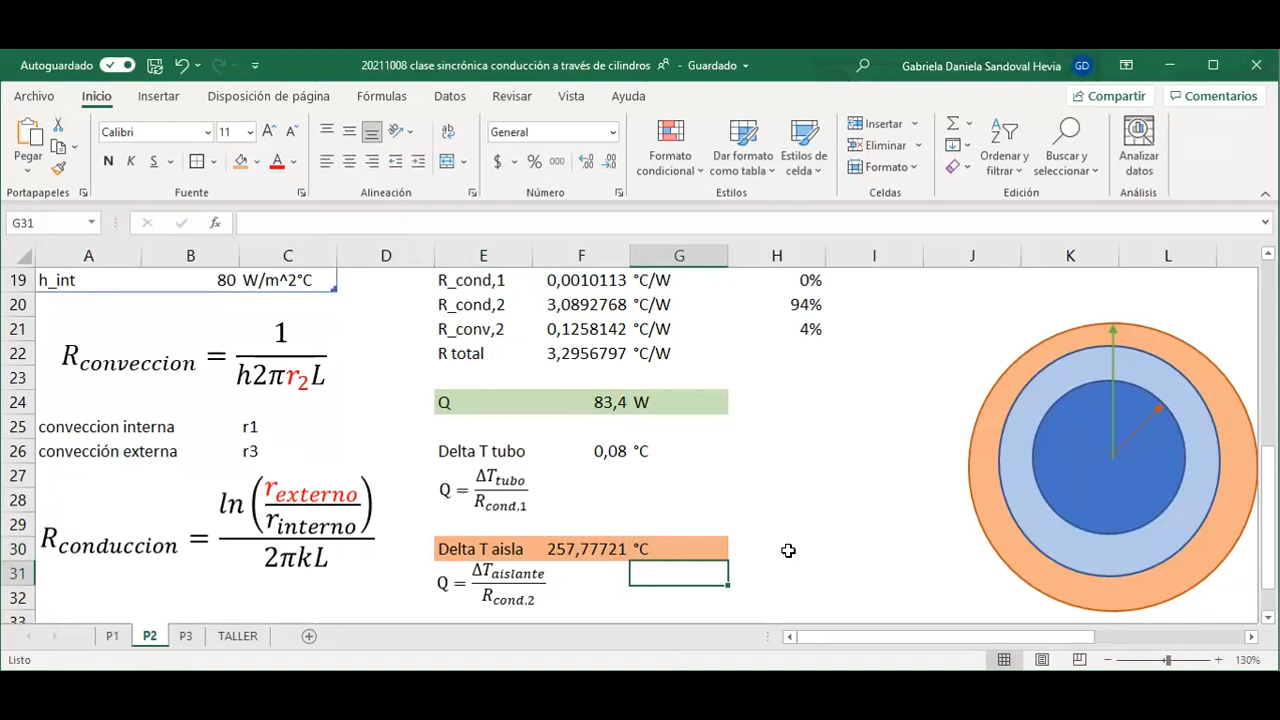 Autoguardado
20211008 clase sincrónica conducción a través de cilindros - Guardado
Gabriela Daniela Sandoval Hevia GD
Archivo Inicio Insertar Disposición de página Fórmulas Datos Revisar Vista Ayuda Compartir Comentarios
Pegar
Calibri 11
N K S
General
$ % 000
Formato condicional
Dar formato como tabla
Estilos de celda
Insertar
Eliminar
Formato
Ordenar y filtrar
Buscar y seleccionar
Analizar datos
Portapapeles Fuente Alineación Número Estilos Celdas Edición Análisis
G31 fx
A B C D E F G H I J K L
19 h_int 80 W/m^2°C R_cond,1 0,0010113 °C/W 0%
20 R_cond,2 3,0892768 °C/W 94%
21 R_conv,2 0,1258142 °C/W 4%
22 R total 3,2956797 °C/W
R_conveccion = 1 / h2πr₂L
23
24 Q 83,4 W
25 conveccion interna r1
26 convección externa r3 Delta T tubo 0,08 °C
27
Q = ΔT_tubo / R_cond,1
28
29
R_conduccion = ln(r_externo / r_interno) / 2πkL
30 Delta T aisla 257,77721 °C
31
Q = ΔT_aislante / R_cond,2
32
33
P1 P2 P3 TALLER
Listo 130%